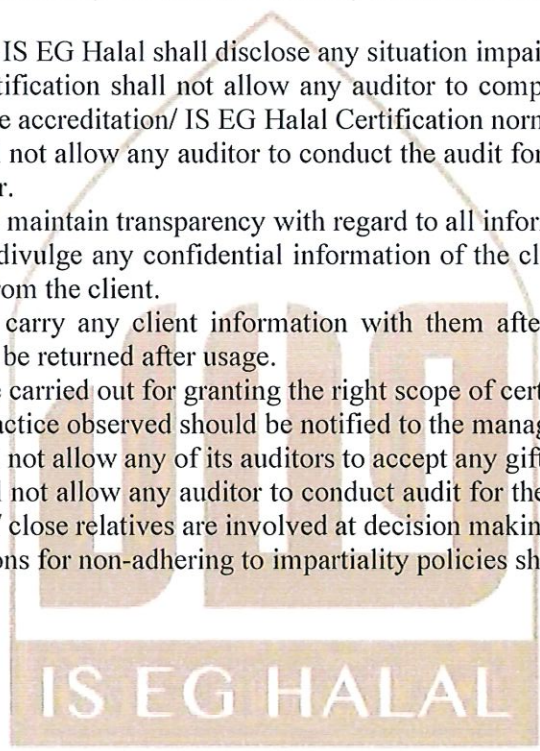 IS EG Halal shall disclose any situation impai
tification shall not allow any auditor to comp
e accreditation/ IS EG Halal Certification norn
not allow any auditor to conduct the audit for
r.
maintain transparency with regard to all infor
divulge any confidential information of the cl
rom the client.
carry any client information with them afte
be returned after usage.
e carried out for granting the right scope of cert
actice observed should be notified to the manag
not allow any of its auditors to accept any gift
l not allow any auditor to conduct audit for the
/ close relatives are involved at decision makin
ons for non-adhering to impartiality policies sh
حلال
IS EG HALAL